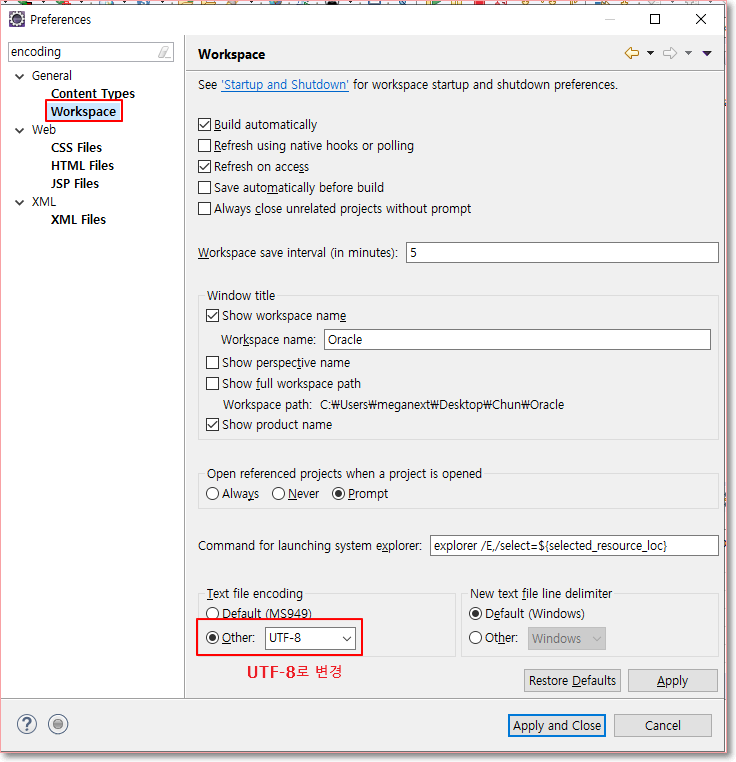 Preferences
encoding
General
Content Types
Workspace
Web
CSS Files
HTML Files
JSP Files
XML
XML Files
Workspace
See 'Startup and Shutdown' for workspace startup and shutdown preferences.
Build automatically
Refresh using native hooks or polling
Refresh on access
Save automatically before build
Always close unrelated projects without prompt
Workspace save interval (in minutes): 5
Window title
Show workspace name
Workspace name: Oracle
Show perspective name
Show full workspace path
Workspace path: C:₩Users₩meganext₩Desktop₩Chun₩Oracle
Show product name
Open referenced projects when a project is opened
Always Never Prompt
Command for launching system explorer: explorer /E,/select=${selected_resource_loc}
Text file encoding
Default (MS949)
Other: UTF-8
UTF-8로 변경
New text file line delimiter
Default (Windows)
Other: Windows
Restore Defaults Apply
? Apply and Close Cancel